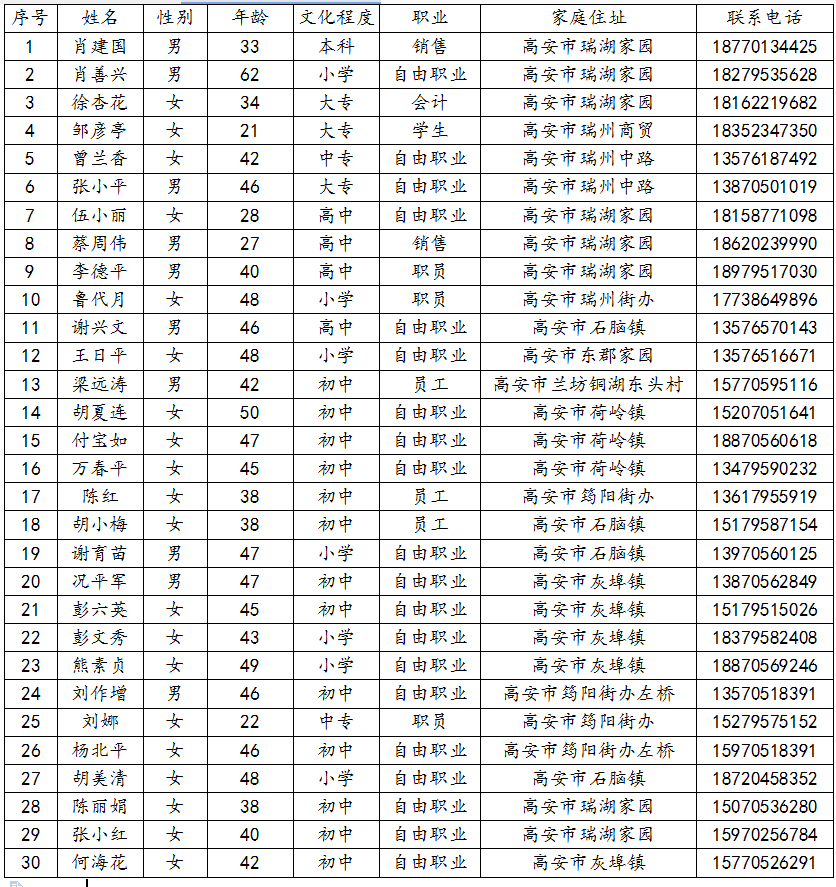 序号 姓名 性别 年龄 文化程度 职业 家庭住址 联系电话
1 肖建国 男 33 本科 销售 高安市瑞湖家园 18770134425
2 肖善兴 男 62 小学 自由职业 高安市瑞湖家园 18279535628
3 徐杏花 女 34 大专 会计 高安市瑞湖家园 18162219682
4 邹彦亭 女 21 大专 学生 高安市瑞州商贸 18352347350
5 曾兰香 女 42 中专 自由职业 高安市瑞州中路 13576187492
6 张小平 男 46 大专 自由职业 高安市瑞州中路 13870501019
7 伍小丽 女 28 高中 自由职业 高安市瑞湖家园 18158771098
8 蔡周伟 男 27 高中 销售 高安市瑞湖家园 18620239990
9 李德平 男 40 高中 职员 高安市瑞湖家园 18979517030
10 鲁代月 女 48 小学 职员 高安市瑞州街办 17738649896
11 谢兴文 男 46 高中 自由职业 高安市石脑镇 13576570143
12 王日平 女 48 小学 自由职业 高安市东郡家园 13576516671
13 梁远涛 男 42 初中 员工 高安市兰坊铜湖东头村 15770595116
14 胡夏连 女 50 初中 自由职业 高安市荷岭镇 15207051641
15 付宝如 女 47 初中 自由职业 高安市荷岭镇 18870560618
16 万春平 女 45 初中 自由职业 高安市荷岭镇 13479590232
17 陈红 女 38 初中 员工 高安市筠阳街办 13617955919
18 胡小梅 女 38 初中 员工 高安市石脑镇 15179587154
19 谢育苗 男 47 小学 自由职业 高安市石脑镇 13970560125
20 况平军 男 47 初中 自由职业 高安市灰埠镇 13870562849
21 彭六英 女 45 初中 自由职业 高安市灰埠镇 15179515026
22 彭文秀 女 43 小学 自由职业 高安市灰埠镇 18379582408
23 熊素贞 女 49 小学 自由职业 高安市灰埠镇 18870569246
24 刘作增 男 46 初中 自由职业 高安市筠阳街办左桥 13570518391
25 刘娜 女 22 中专 职员 高安市筠阳街办 15279575152
26 杨北平 女 46 初中 自由职业 高安市筠阳街办左桥 15970518391
27 胡美清 女 48 小学 自由职业 高安市石脑镇 18720458352
28 陈丽娟 女 38 初中 自由职业 高安市瑞湖家园 15070536280
29 张小红 女 40 初中 自由职业 高安市瑞湖家园 15970256784
30 何海花 女 42 初中 自由职业 高安市灰埠镇 15770526291